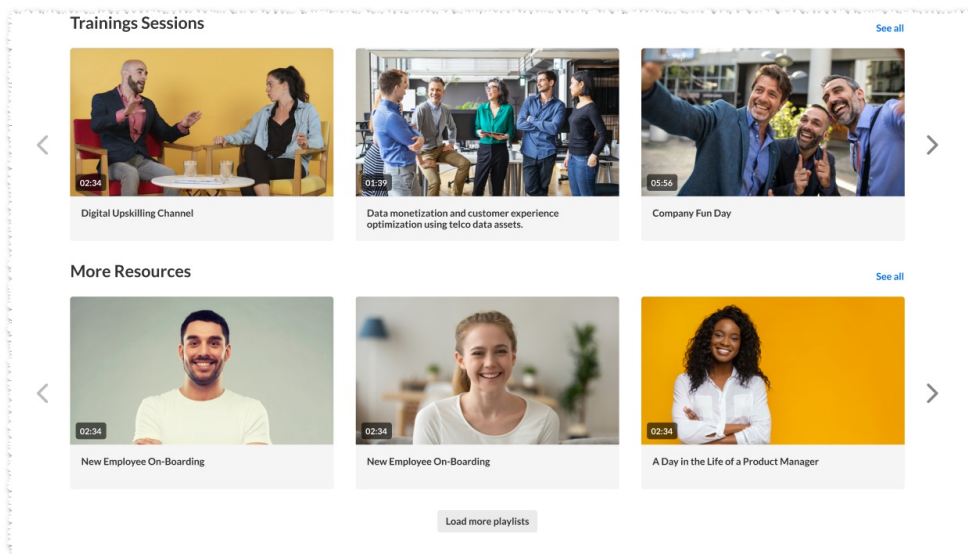 Trainings Sessions
See all
02:34
01:39
05:56
Digital Upskilling Channel
Data monetization and customer experience
optimization using telco data assets.
Company Fun Day
More Resources
See all
02:34
02:34
02:34
New Employee On-Boarding
New Employee On-Boarding
A Day in the Life of a Product Manager
Load more playlists